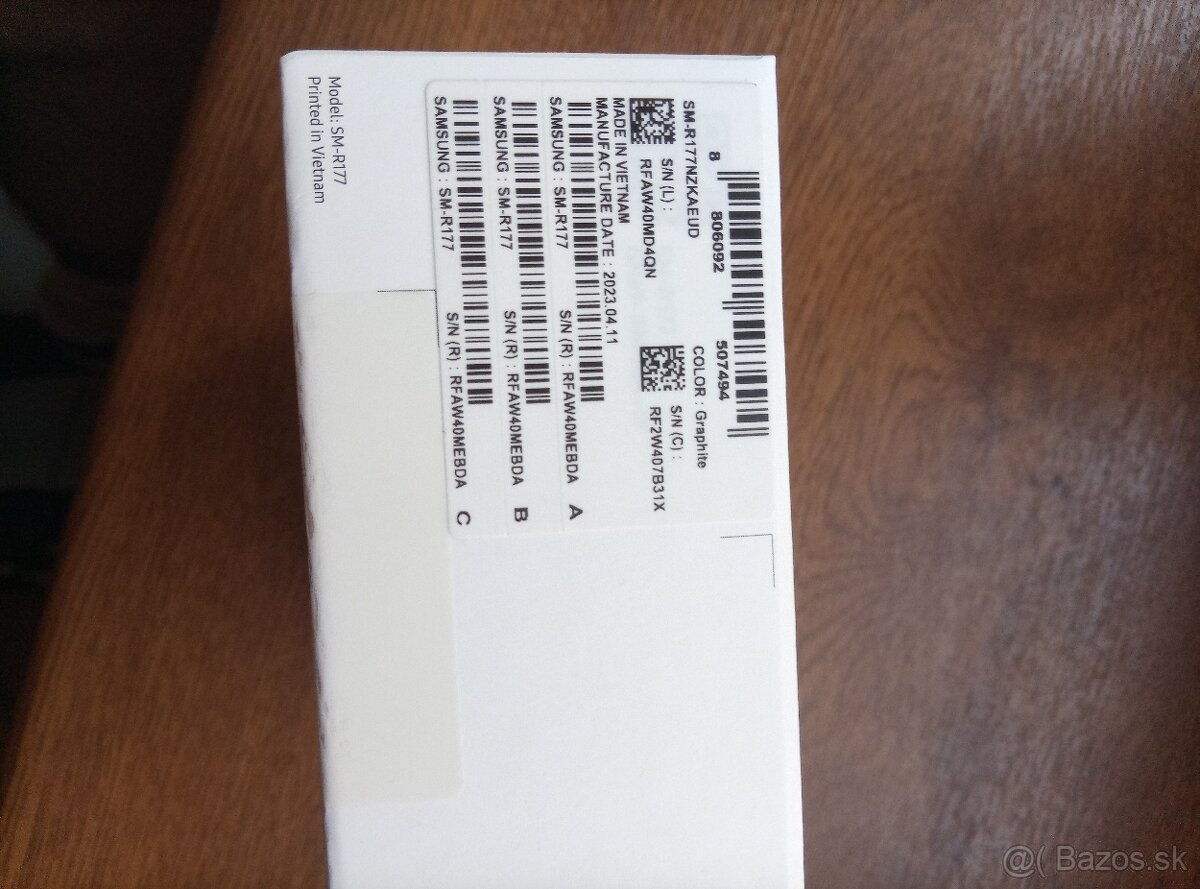 8 806092 507494
SM-R177NZKAEUD COLOR : Graphite
S/N (L) : S/N (C) :
RFAW40MD4QN RF2W407B31X
MADE IN VIETNAM
MANUFACTURE DATE : 2023.04.11
SAMSUNG : SM-R177 S/N (R) : RFAW40MEBDA A
SAMSUNG : SM-R177 S/N (R) : RFAW40MEBDA B
SAMSUNG : SM-R177 S/N (R) : RFAW40MEBDA C
Model: SM-R177
Printed in Vietnam
@( Bazos.sk